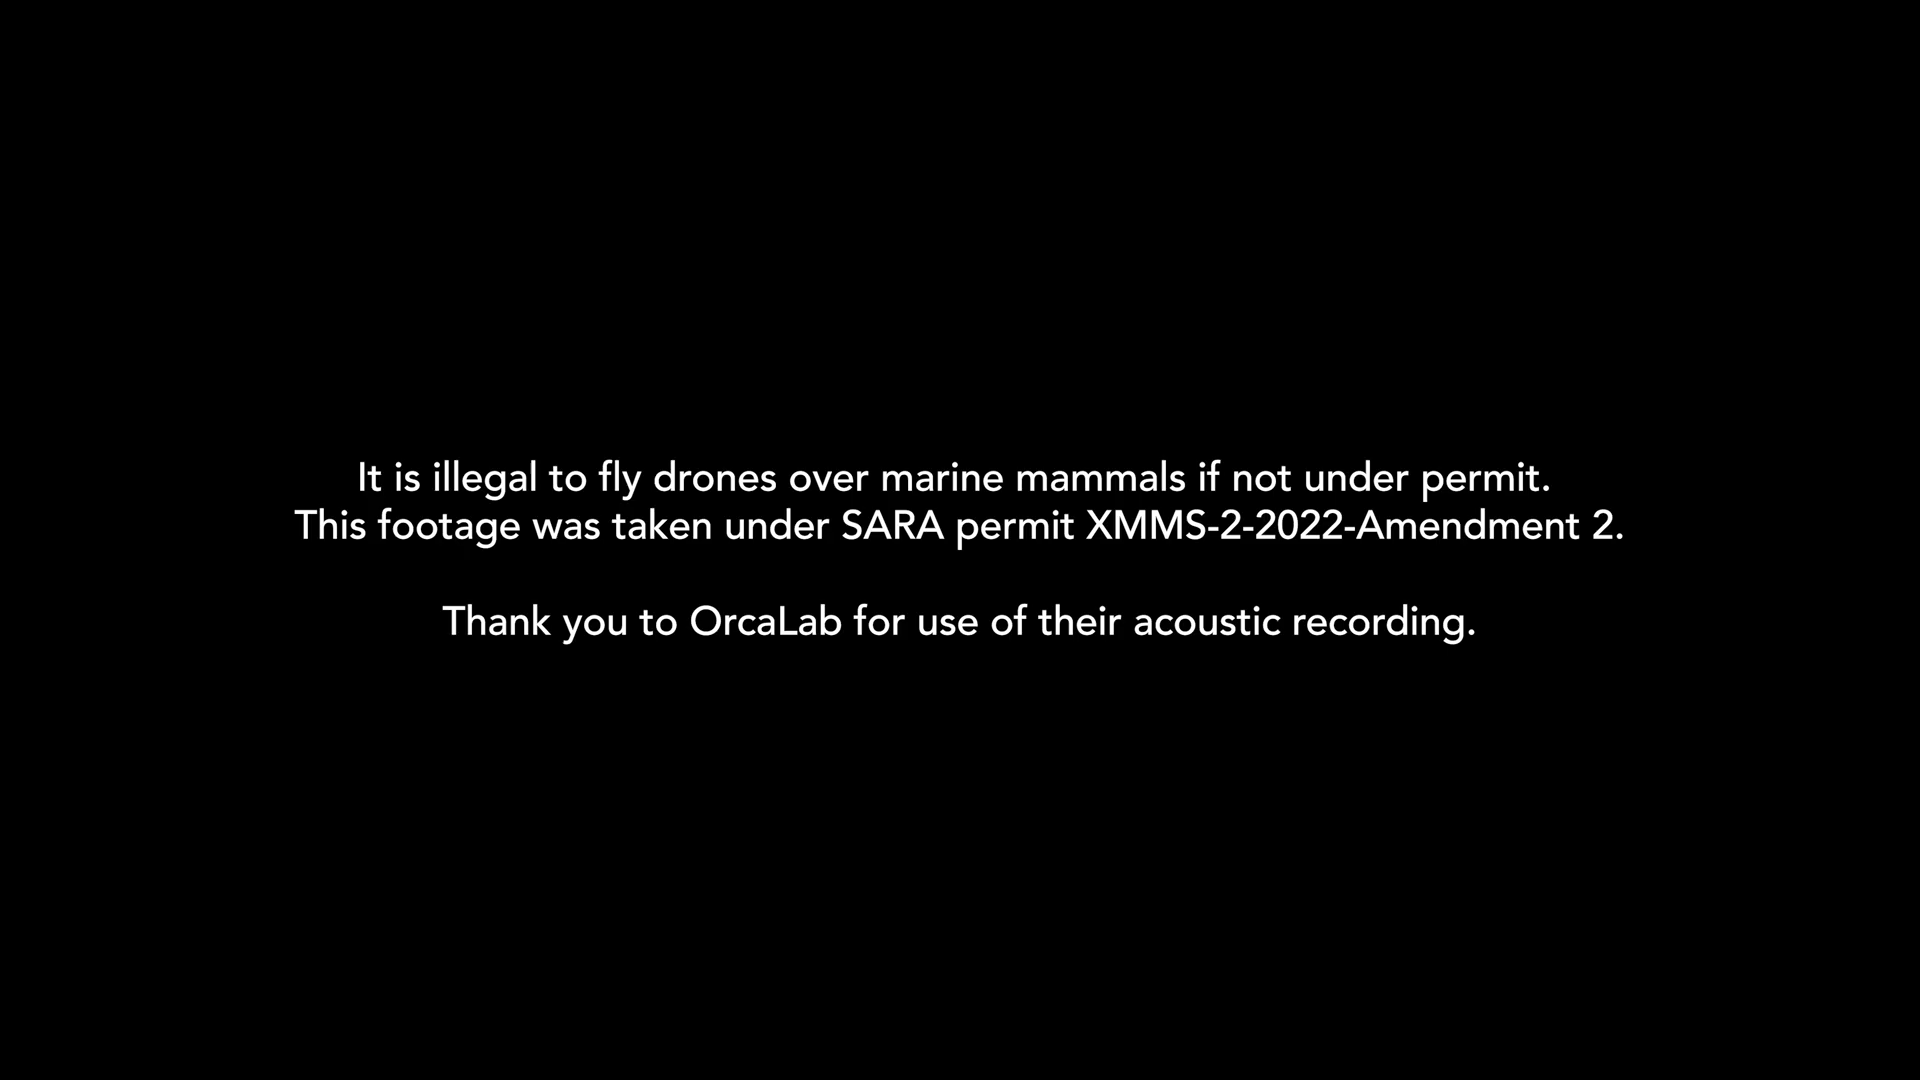 It is illegal to fly drones over marine mammals if not under permit.
This footage was taken under SARA permit XMMS-2-2022-Amendment 2.
Thank you to OrcaLab for use of their acoustic recording.